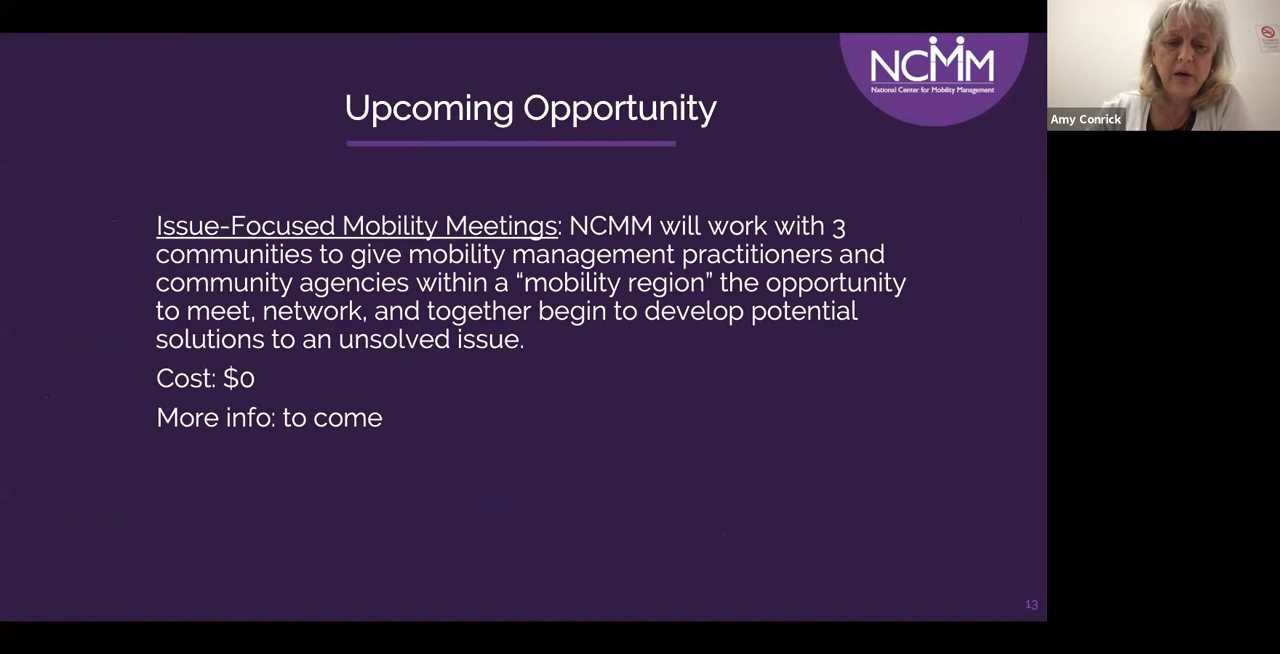 NCMM
National Center for Mobility Management
Upcoming Opportunity
Issue-Focused Mobility Meetings: NCMM will work with 3
communities to give mobility management practitioners and
community agencies within a “mobility region” the opportunity
to meet, network, and together begin to develop potential
solutions to an unsolved issue.
Cost: $0
More info: to come
13
Amy Conrick